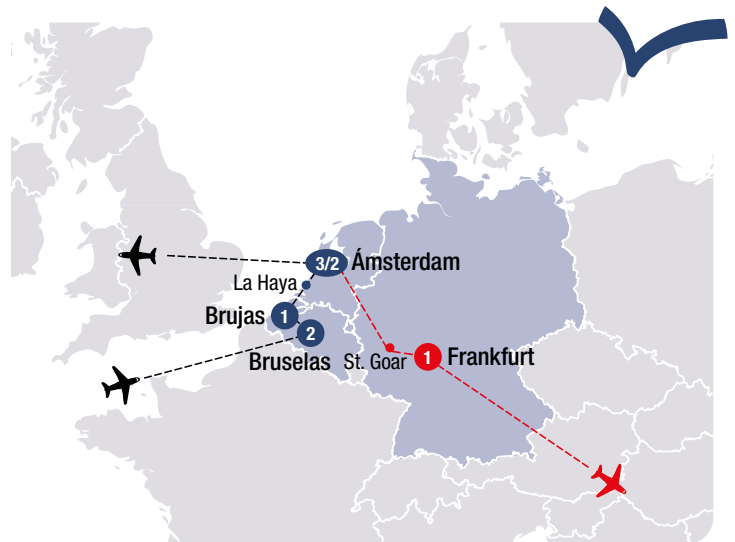 3/2 Ámsterdam
La Haya
Brujas 1
2
Bruselas
St. Goar
1 Frankfurt